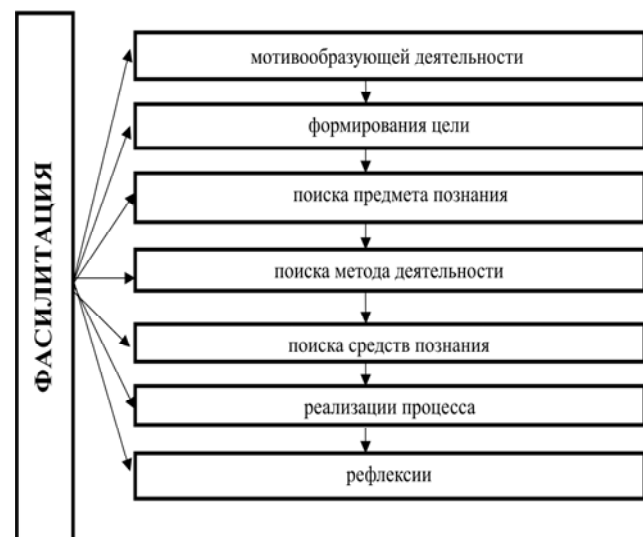 ФАСИЛИТАЦИЯ
мотивообразующей деятельности
формирования цели
поиска предмета познания
поиска метода деятельности
поиска средств познания
реализации процесса
рефлексии